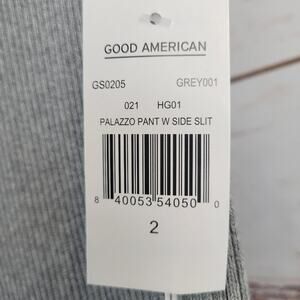 GOOD AMERICAN
GS0205 GREY001
021 HG01
PALAZZO PANT W SIDE SLIT
8 40053 54050 0
2